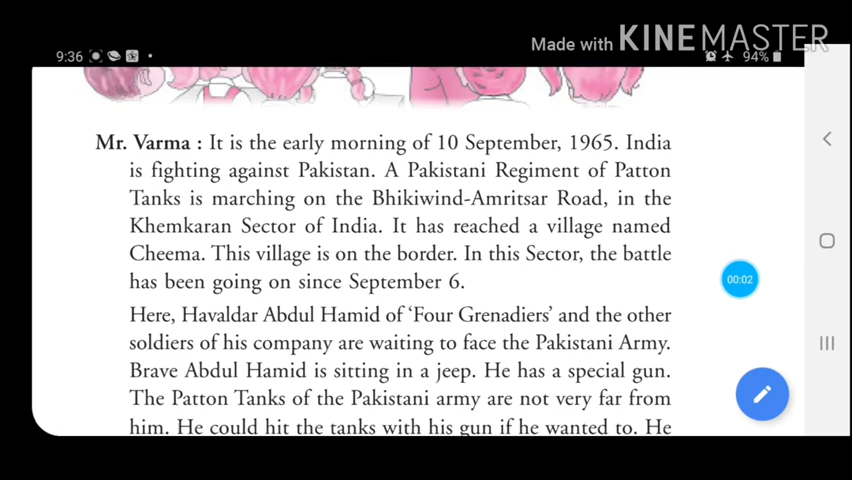 Made with KINEMASTER
9:36
94%
Mr. Varma : It is the early morning of 10 September, 1965. India
is fighting against Pakistan. A Pakistani Regiment of Patton
Tanks is marching on the Bhikiwind-Amritsar Road, in the
Khemkaran Sector of India. It has reached a village named
Cheema. This village is on the border. In this Sector, the battle
has been going on since September 6.
00:02
Here, Havaldar Abdul Hamid of ‘Four Grenadiers’ and the other
soldiers of his company are waiting to face the Pakistani Army.
Brave Abdul Hamid is sitting in a jeep. He has a special gun.
The Patton Tanks of the Pakistani army are not very far from
him. He could hit the tanks with his gun if he wanted to. He